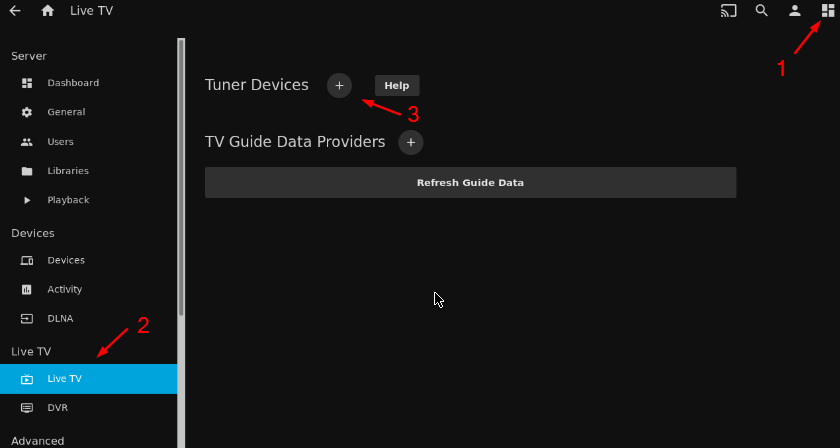 Live TV
1
Server
Dashboard
General
Users
Libraries
Playback
Devices
Devices
Activity
DLNA
2
Live TV
Live TV
DVR
Advanced
Tuner Devices + Help
3
TV Guide Data Providers +
Refresh Guide Data